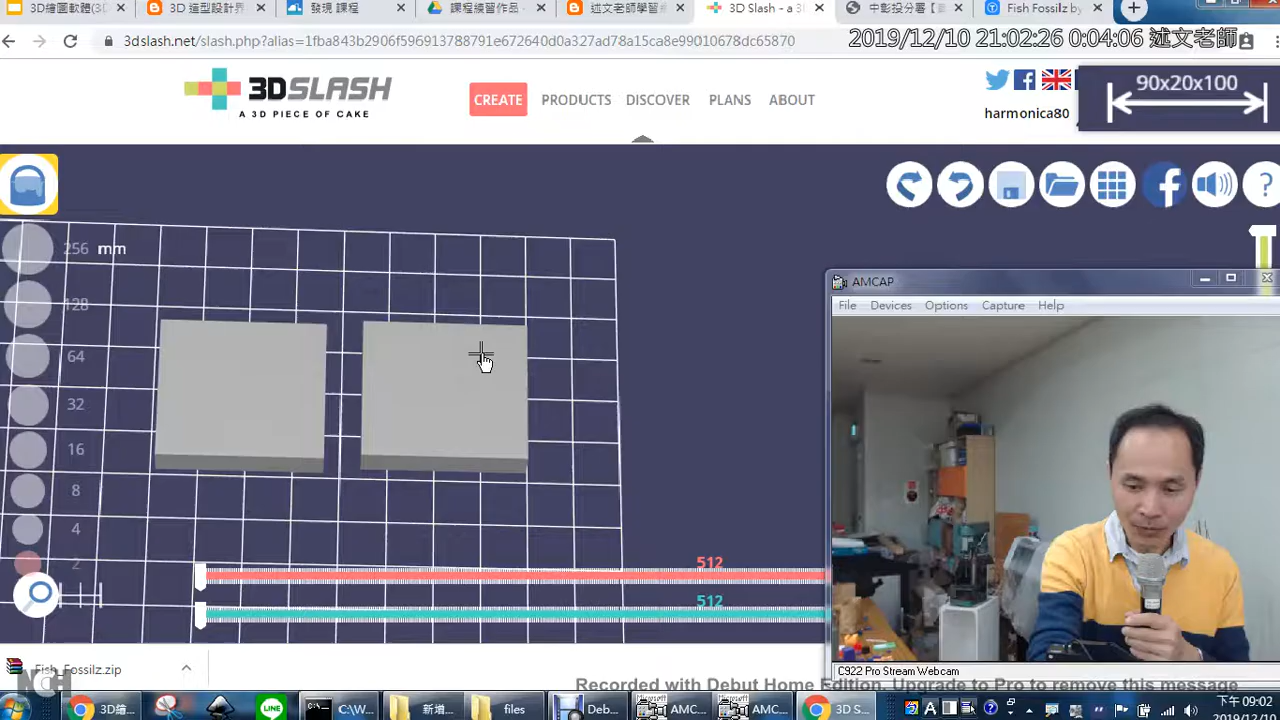 3D繪圖軟體(3D
3D 造型設計界
發現 課程
課程練習作品
述文老師學習
3D Slash - a 3
中彰投分署【
Fish Fossilz by
3dslash.net/slash.php?alias=1fba843b2906f596913788791e672640d0a327ad78a15ca8e99010678dc65870
2019/12/10 21:02:26 0:04:06 述文老師
3DSLASH
A 3D PIECE OF CAKE
CREATE
PRODUCTS
DISCOVER
PLANS
ABOUT
harmonica80
90x20x100
256 mm
128
64
32
16
8
4
2
512
512
AMCAP
File Devices Options Capture Help
C922 Pro Stream Webcam
Fish_Fossilz.zip
NCH
Recorded with Debut Home Edition. Upgrade to Pro to remove this message
3D繪
LINE
C:\W
新增
files
Deb
AMC
AMC
3D S
下午 09:02